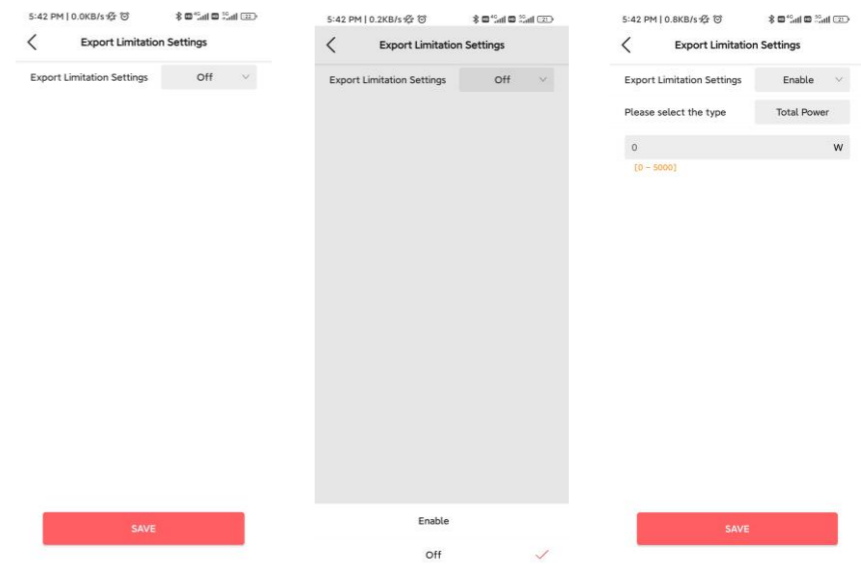 5:42 PM | 0.0KB/s
Export Limitation Settings
Export Limitation Settings Off
SAVE
5:42 PM | 0.2KB/s
Export Limitation Settings
Export Limitation Settings Off
Enable
Off
5:42 PM | 0.8KB/s
Export Limitation Settings
Export Limitation Settings Enable
Please select the type Total Power
0 W
[0 – 5000]
SAVE